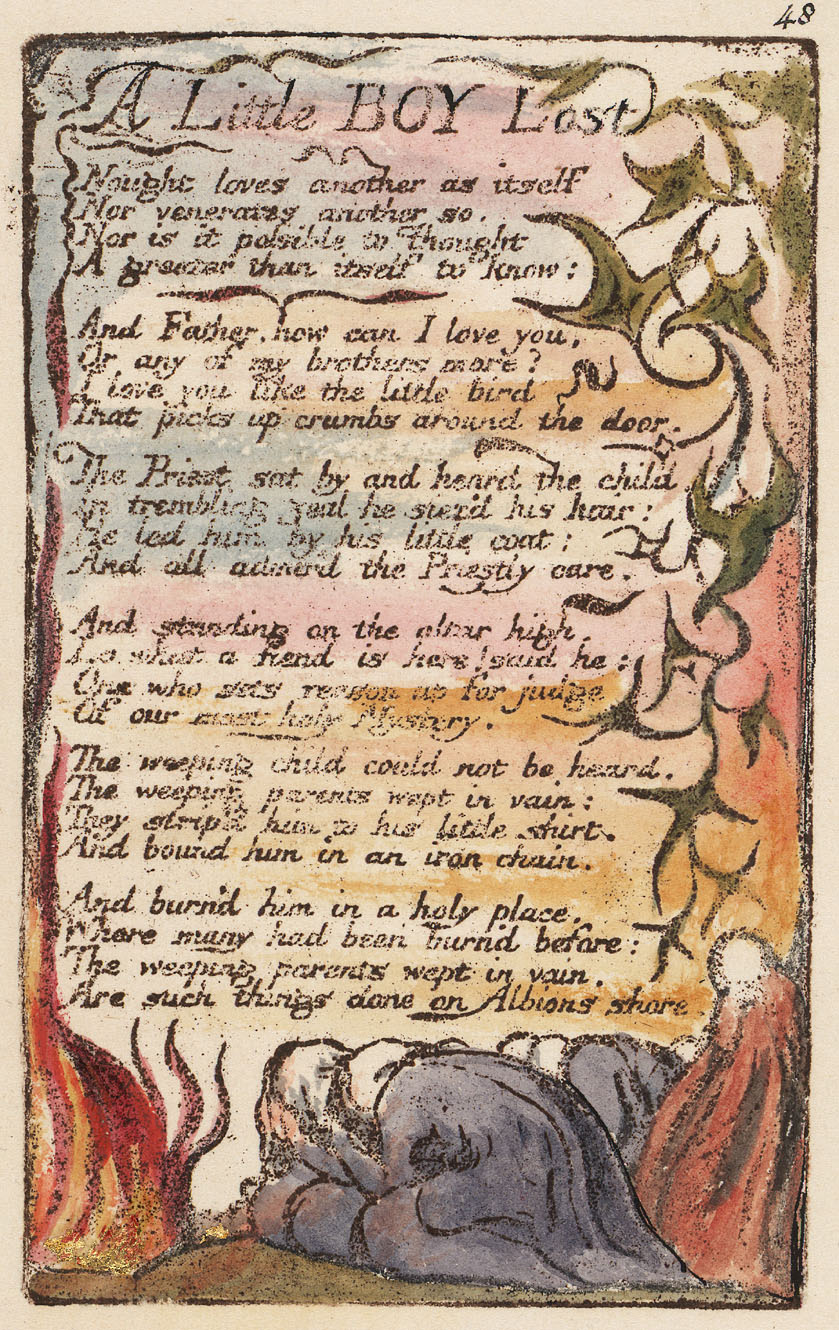 48
A Little BOY Lost
Nought loves another as itself
Nor venerates another so.
Nor is it possible to Thought
A greater than itself to know:
And Father, how can I love you,
Or any of my brothers more?
I love you like the little bird
That picks up crumbs around the door.
The Priest sat by and heard the child
In trembling zeal he siez'd his hair:
He led him by his little coat:
And all admir'd the Priestly care.
And standing on the altar high,
Lo what a fiend is here! said he:
One who sets reason up for judge
Of our most holy Mystery.
The weeping child could not be heard.
The weeping parents wept in vain:
They strip'd him to his little shirt.
And bound him in an iron chain.
And burn'd him in a holy place,
Where many had been burn'd before:
The weeping parents wept in vain.
Are such things done on Albions shore.